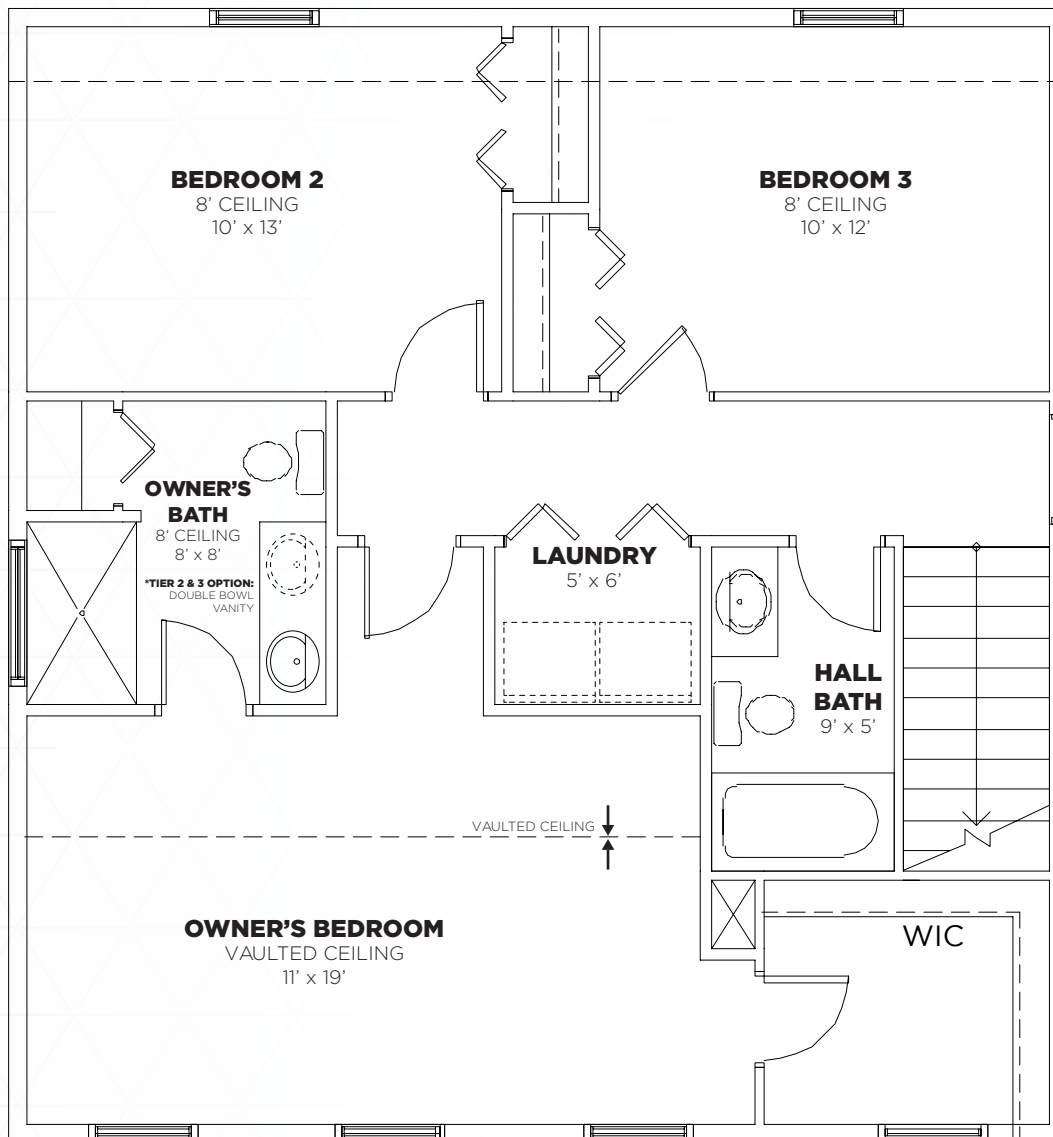 BEDROOM 2
8’ CEILING
10’ x 13’
BEDROOM 3
8’ CEILING
10’ x 12’
OWNER’S
BATH
8’ CEILING
8’ x 8’
*TIER 2 & 3 OPTION:
DOUBLE BOWL
VANITY
LAUNDRY
5’ x 6’
HALL
BATH
9’ x 5’
VAULTED CEILING
OWNER’S BEDROOM
VAULTED CEILING
11’ x 19’
WIC